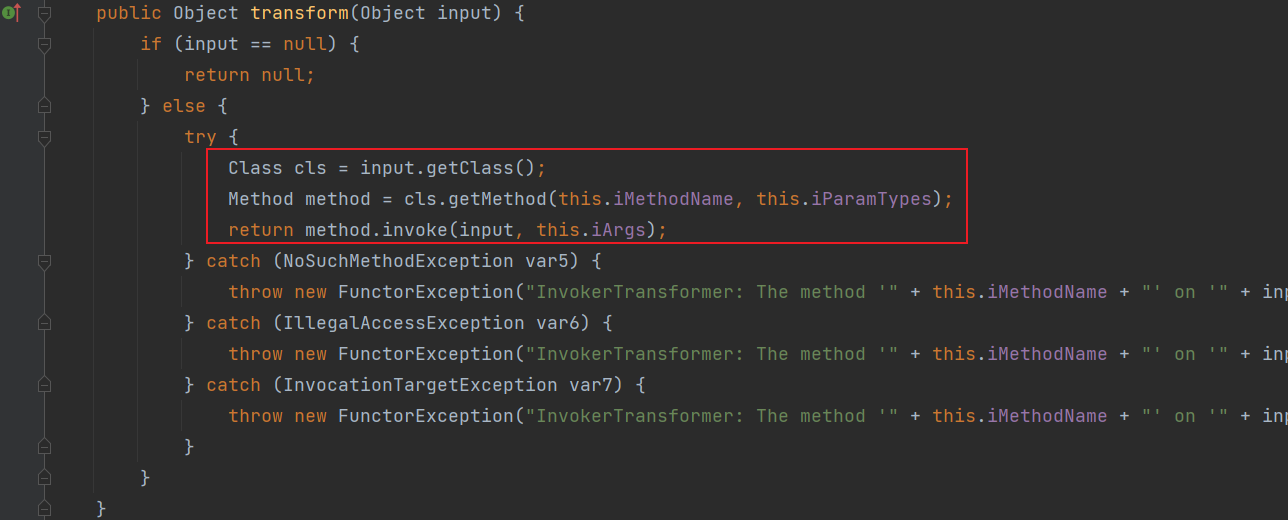 public Object transform(Object input) {
if (input == null) {
return null;
} else {
try {
Class cls = input.getClass();
Method method = cls.getMethod(this.iMethodName, this.iParamTypes);
return method.invoke(input, this.iArgs);
} catch (NoSuchMethodException var5) {
throw new FunctorException("InvokerTransformer: The method '" + this.iMethodName + "' on '" + inp
} catch (IllegalAccessException var6) {
throw new FunctorException("InvokerTransformer: The method '" + this.iMethodName + "' on '" + inp
} catch (InvocationTargetException var7) {
throw new FunctorException("InvokerTransformer: The method '" + this.iMethodName + "' on '" + inp
}
}
}